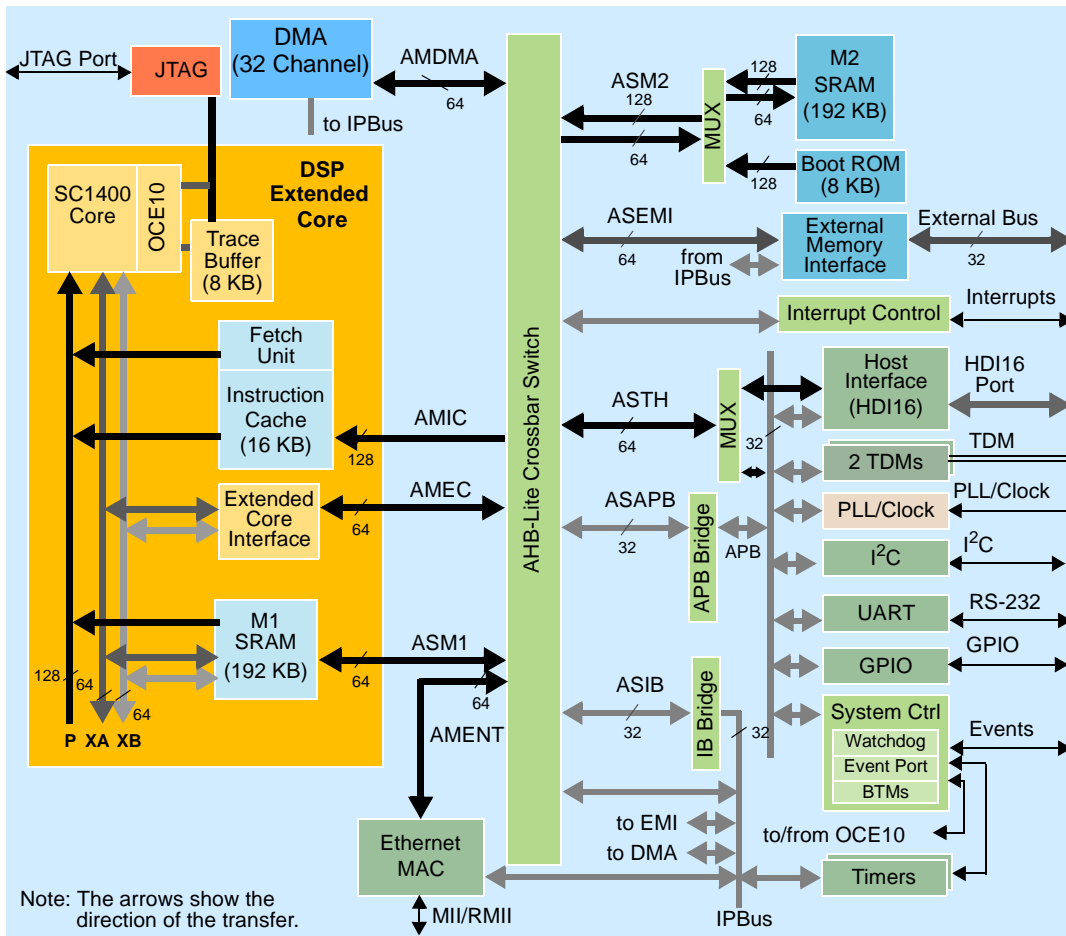 JTAG Port
JTAG
DMA
(32 Channel)
to IPBus
AMDMA
64
DSP
Extended
Core
SC1400
Core
OCE10
Trace
Buffer
(8 KB)
Fetch
Unit
Instruction
Cache
(16 KB)
AMIC
128
Extended
Core
Interface
AMEC
64
M1
SRAM
(192 KB)
ASM1
64
128
64
64
P
XA
XB
AMENT
64
Ethernet
MAC
MII/RMII
Note: The arrows show the
direction of the transfer.
AHB-Lite Crossbar Switch
ASM2
128
64
MUX
128
64
128
M2
SRAM
(192 KB)
Boot ROM
(8 KB)
ASEMI
64
from
IPBus
External
Memory
Interface
External Bus
32
Interrupt Control
Interrupts
ASTH
64
MUX
32
Host
Interface
(HDI16)
HDI16
Port
2 TDMs
TDM
ASAPB
32
APB Bridge
APB
PLL/Clock
PLL/Clock
I2C
I2C
UART
RS-232
GPIO
GPIO
ASIB
32
IB Bridge
32
System Ctrl
Watchdog
Event Port
BTMs
Events
to EMI
to DMA
to/from OCE10
Timers
IPBus